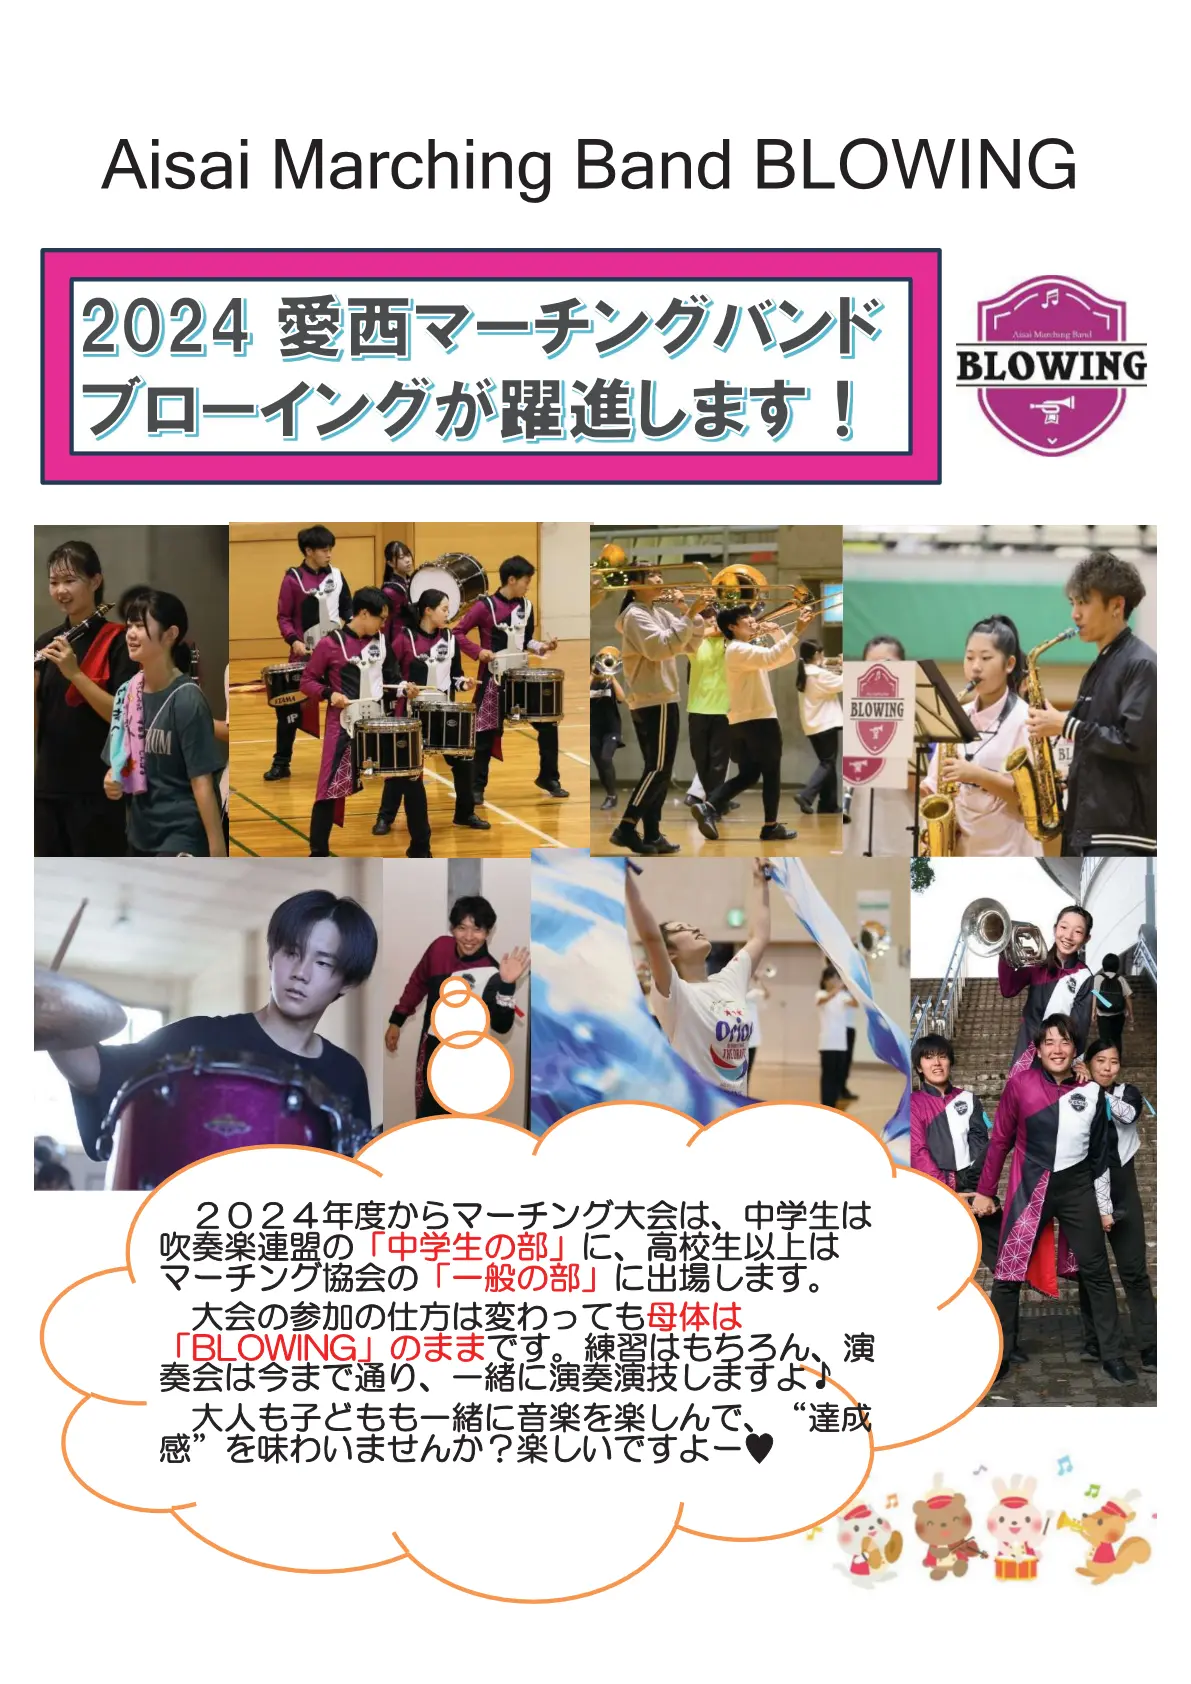 Aisai Marching Band BLOWING
2024 愛西マーチングバンド
ブローイングが躍進します！
Aisai Marching Band
BLOWING
BLOWING
Orion
２０２４年度からマーチング大会は、中学生は
吹奏楽連盟の「中学生の部」に、高校生以上は
マーチング協会の「一般の部」に出場します。
大会の参加の仕方は変わっても母体は
「BLOWING」のままです。練習はもちろん、演
奏会は今まで通り、一緒に演奏演技しますよ♪
大人も子どもも一緒に音楽を楽しんで、“達成
感”を味わいませんか？楽しいですよー♥